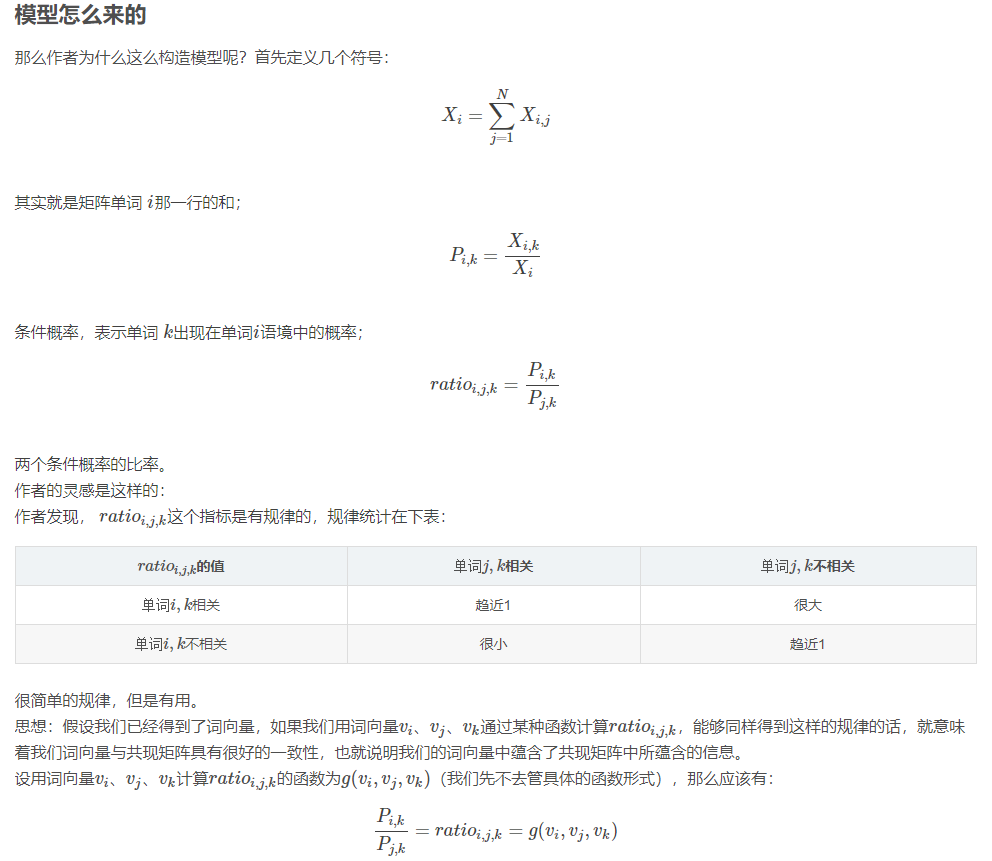 模型怎么来的
那么作者为什么这么构造模型呢？首先定义几个符号：
$X_i = \sum_{j=1}^{N} X_{i,j}$
其实就是矩阵单词 $i$那一行的和；
$P_{i,k} = \frac{X_{i,k}}{X_i}$
条件概率，表示单词 $k$出现在单词$i$语境中的概率；
$ratio_{i,j,k} = \frac{P_{i,k}}{P_{j,k}}$
两个条件概率的比率。
作者的灵感是这样的：
作者发现， $ratio_{i,j,k}$这个指标是有规律的，规律统计在下表：
$ratio_{i,j,k}$的值 单词$j,k$相关 单词$j,k$不相关
单词$i,k$相关 趋近1 很大
单词$i,k$不相关 很小 趋近1
很简单的规律，但是有用。
思想：假设我们已经得到了词向量，如果我们用词向量$v_i$、$v_j$、$v_k$通过某种函数计算$ratio_{i,j,k}$，能够同样得到这样的规律的话，就意味
着我们词向量与共现矩阵具有很好的一致性，也就说明我们的词向量中蕴含了共现矩阵中所蕴含的信息。
设用词向量$v_i$、$v_j$、$v_k$计算$ratio_{i,j,k}$的函数为$g(v_i,v_j,v_k)$（我们先不去管具体的函数形式），那么应该有：
$\frac{P_{i,k}}{P_{j,k}} = ratio_{i,j,k} = g(v_i,v_j,v_k)$